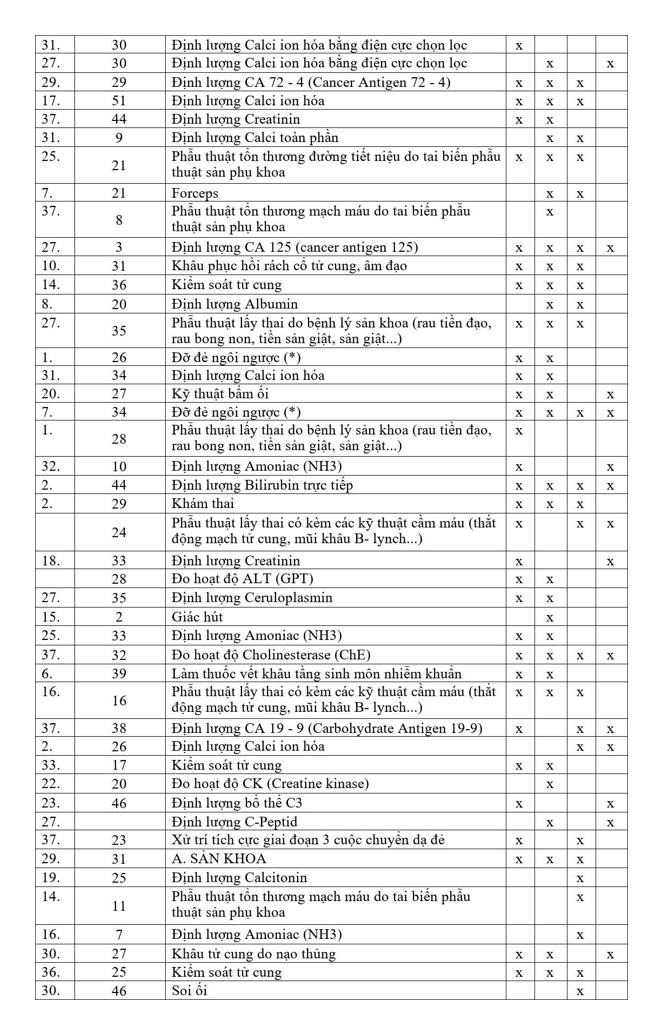 31. 30 Định lượng Calci ion hóa bằng điện cực chọn lọc x
27. 30 Định lượng Calci ion hóa bằng điện cực chọn lọc x x
29. 29 Định lượng CA 72 - 4 (Cancer Antigen 72 - 4) x x x
17. 51 Định lượng Calci ion hóa x x x
37. 44 Định lượng Creatinin x x
31. 9 Định lượng Calci toàn phần x x
25. 21 Phẫu thuật tổn thương đường tiết niệu do tai biến phẫu x x x
thuật sản phụ khoa
7. 21 Forceps x x
37. 8 Phẫu thuật tổn thương mạch máu do tai biến phẫu x
thuật sản phụ khoa
27. 3 Định lượng CA 125 (cancer antigen 125) x x x x
10. 31 Khâu phục hồi rách cổ tử cung, âm đạo x x x
14. 36 Kiểm soát tử cung x x x
8. 20 Định lượng Albumin x x
27. 35 Phẫu thuật lấy thai do bệnh lý sản khoa (rau tiền đạo, x x x
rau bong non, tiền sản giật, sản giật...)
1. 26 Đỡ đẻ ngôi ngược (*) x x
31. 34 Định lượng Calci ion hóa x x
20. 27 Kỹ thuật bấm ối x x x
7. 34 Đỡ đẻ ngôi ngược (*) x x x x
1. 28 Phẫu thuật lấy thai do bệnh lý sản khoa (rau tiền đạo, x
rau bong non, tiền sản giật, sản giật...)
32. 10 Định lượng Amoniac (NH3) x x
2. 44 Định lượng Bilirubin trực tiếp x x x x
2. 29 Khám thai x x x
24 Phẫu thuật lấy thai có kèm các kỹ thuật cầm máu (thắt x x x
động mạch tử cung, mũi khâu B- lynch...)
18. 33 Định lượng Creatinin x x
28 Đo hoạt độ ALT (GPT) x x
27. 35 Định lượng Ceruloplasmin x x
15. 2 Giác hút x
25. 33 Định lượng Amoniac (NH3) x x
37. 32 Đo hoạt độ Cholinesterase (ChE) x x x x
6. 39 Làm thuốc vết khâu tầng sinh môn nhiễm khuẩn x x
16. 16 Phẫu thuật lấy thai có kèm các kỹ thuật cầm máu (thắt x x x
động mạch tử cung, mũi khâu B- lynch...)
37. 38 Định lượng CA 19 - 9 (Carbohydrate Antigen 19-9) x x x
2. 26 Định lượng Calci ion hóa x x
33. 17 Kiểm soát tử cung x x
22. 20 Đo hoạt độ CK (Creatine kinase) x
23. 46 Định lượng bổ thể C3 x x
27. Định lượng C-Peptid x x
37. 23 Xử trí tích cực giai đoạn 3 cuộc chuyển dạ đẻ x x
29. 31 A. SẢN KHOA x x x
19. 25 Định lượng Calcitonin x
14. 11 Phẫu thuật tổn thương mạch máu do tai biến phẫu x
thuật sản phụ khoa
16. 7 Định lượng Amoniac (NH3) x
30. 27 Khâu tử cung do nạo thủng x x x
36. 25 Kiểm soát tử cung x x x
30. 46 Soi ối x